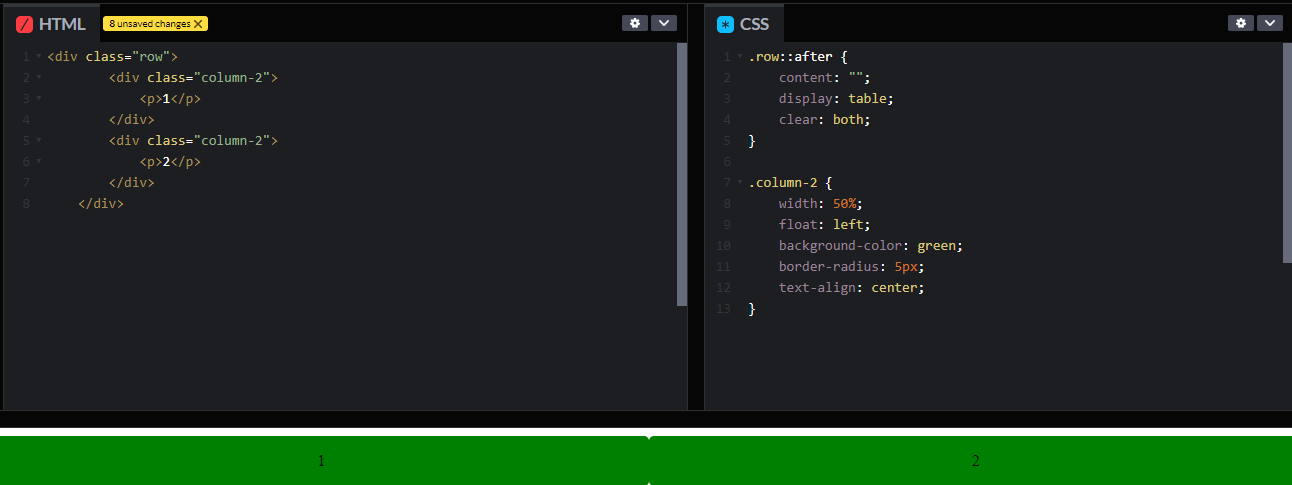 HTML
8 unsaved changes
1 <div class="row">
2 <div class="column-2">
3 <p>1</p>
4 </div>
5 <div class="column-2">
6 <p>2</p>
7 </div>
8 </div>
CSS
1 .row::after {
2 content: "";
3 display: table;
4 clear: both;
5 }
6
7 .column-2 {
8 width: 50%;
9 float: left;
10 background-color: green;
11 border-radius: 5px;
12 text-align: center;
13 }
1
2